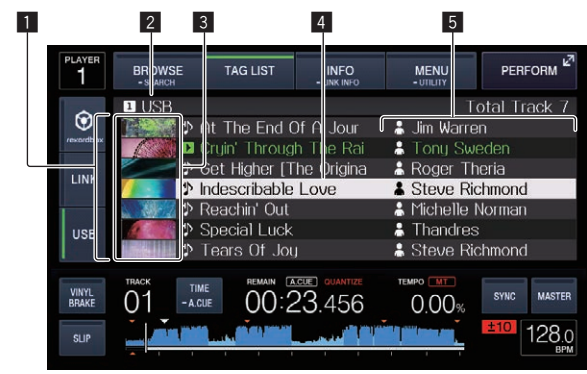 1 2 3 4 5
PLAYER 1
BROWSE
- SEARCH
TAG LIST
INFO
- LINK INFO
MENU
- UTILITY
PERFORM
rekordbox
LINK
USB
1 USB Total Track 7
At The End Of A Jour Jim Warren
Cryin' Through The Rai Tony Sweden
Get Higher [The Origina Roger Theria
Indescribable Love Steve Richmond
Reachin' Out Michelle Norman
Special Luck Thandres
Tears Of Joy Steve Richmond
VINYL BRAKE
SLIP
TRACK
01
TIME
- A.CUE
REMAIN A.CUE QUANTIZE
00:23.456
TEMPO MT
0.00%
SYNC
MASTER
±10
128.0
BPM